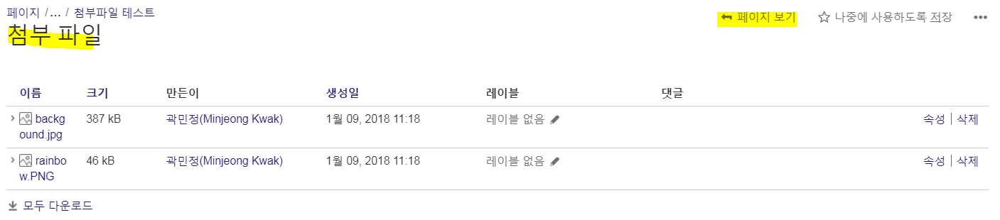 페이지 /... / 첨부파일 테스트
페이지 보기 나중에 사용하도록 저장 •••
첨부 파일
이름 크기 만든이 생성일 레이블 댓글
backg 387 kB 곽민정(Minjeong Kwak) 1월 09, 2018 11:18 레이블 없음 속성 | 삭제
ound.jpg
rainbo 46 kB 곽민정(Minjeong Kwak) 1월 09, 2018 11:18 레이블 없음 속성 | 삭제
w.PNG
모두 다운로드